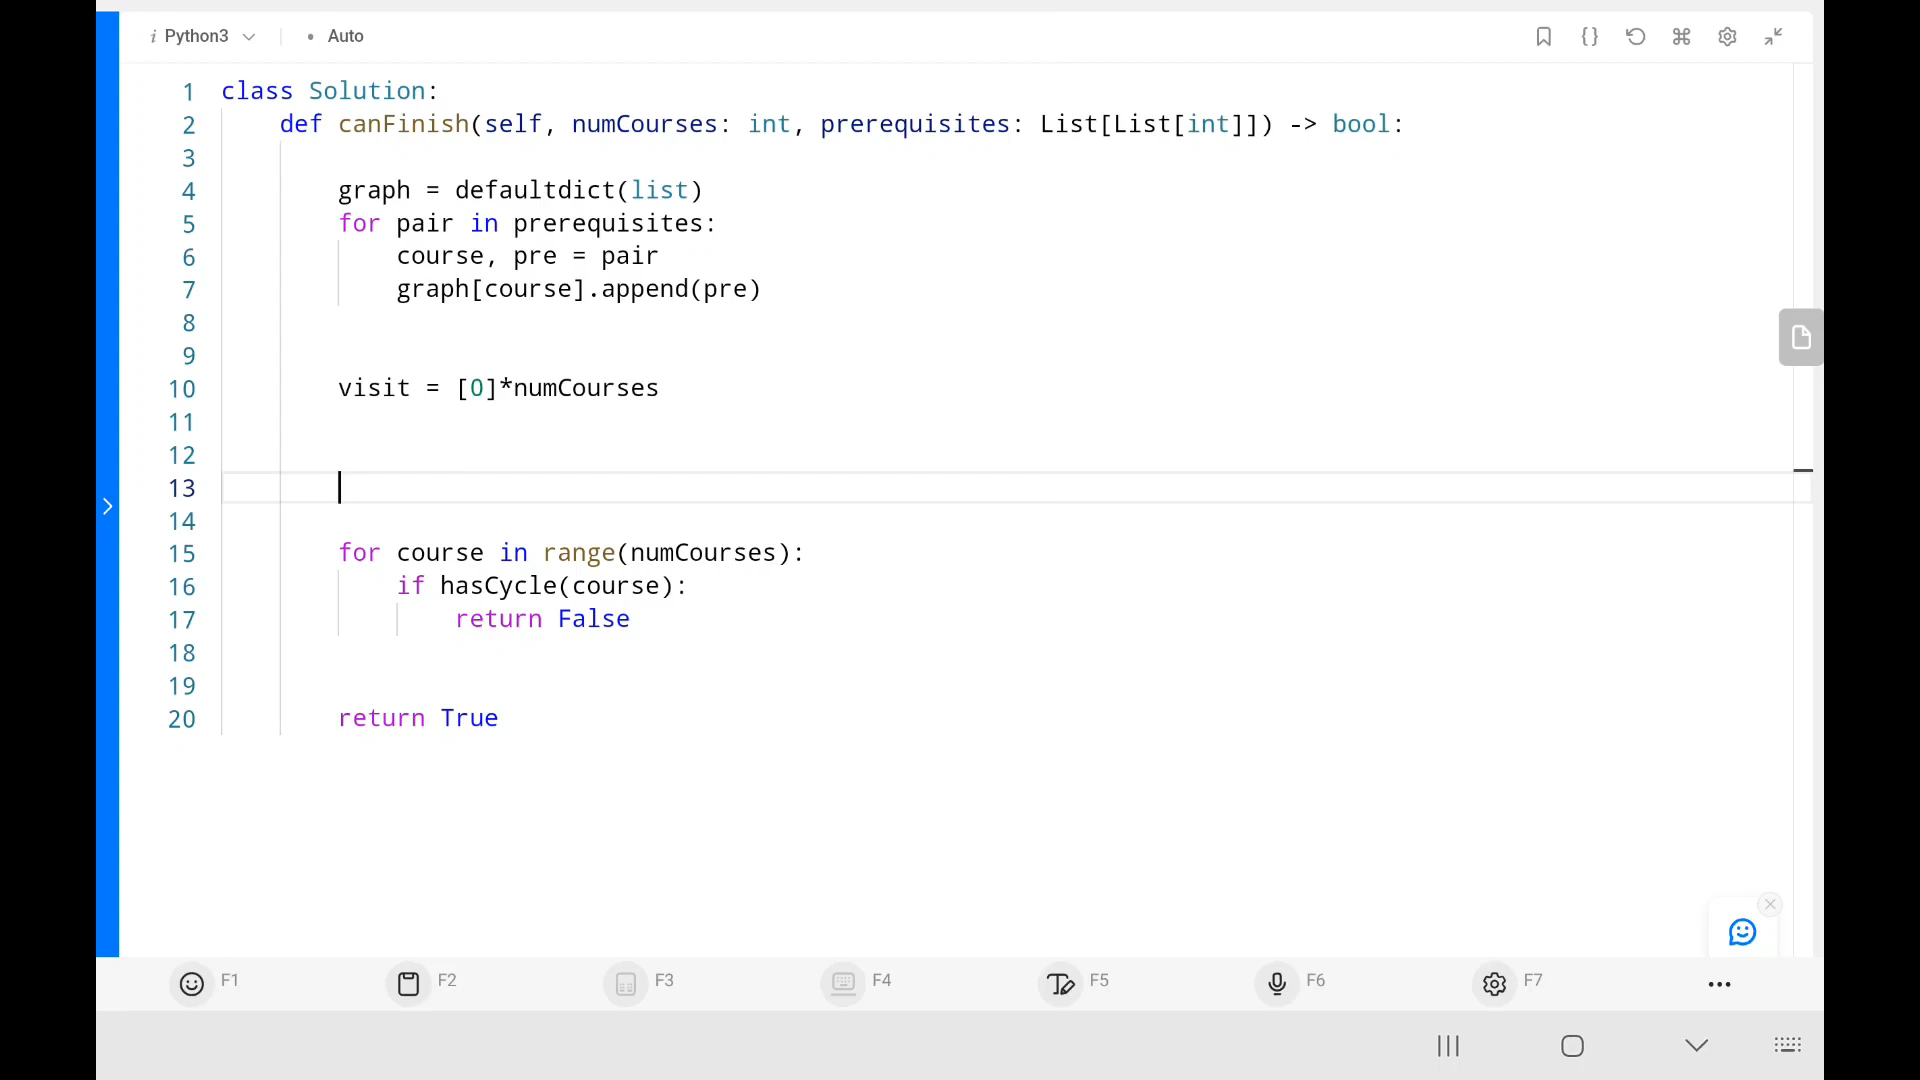 i Python3 • Auto
1 class Solution:
2 def canFinish(self, numCourses: int, prerequisites: List[List[int]]) -> bool:
3
4 graph = defaultdict(list)
5 for pair in prerequisites:
6 course, pre = pair
7 graph[course].append(pre)
8
9
10 visit = [0]*numCourses
11
12
13
14
15 for course in range(numCourses):
16 if hasCycle(course):
17 return False
18
19
20 return True
F1 F2 F3 F4 F5 F6 F7